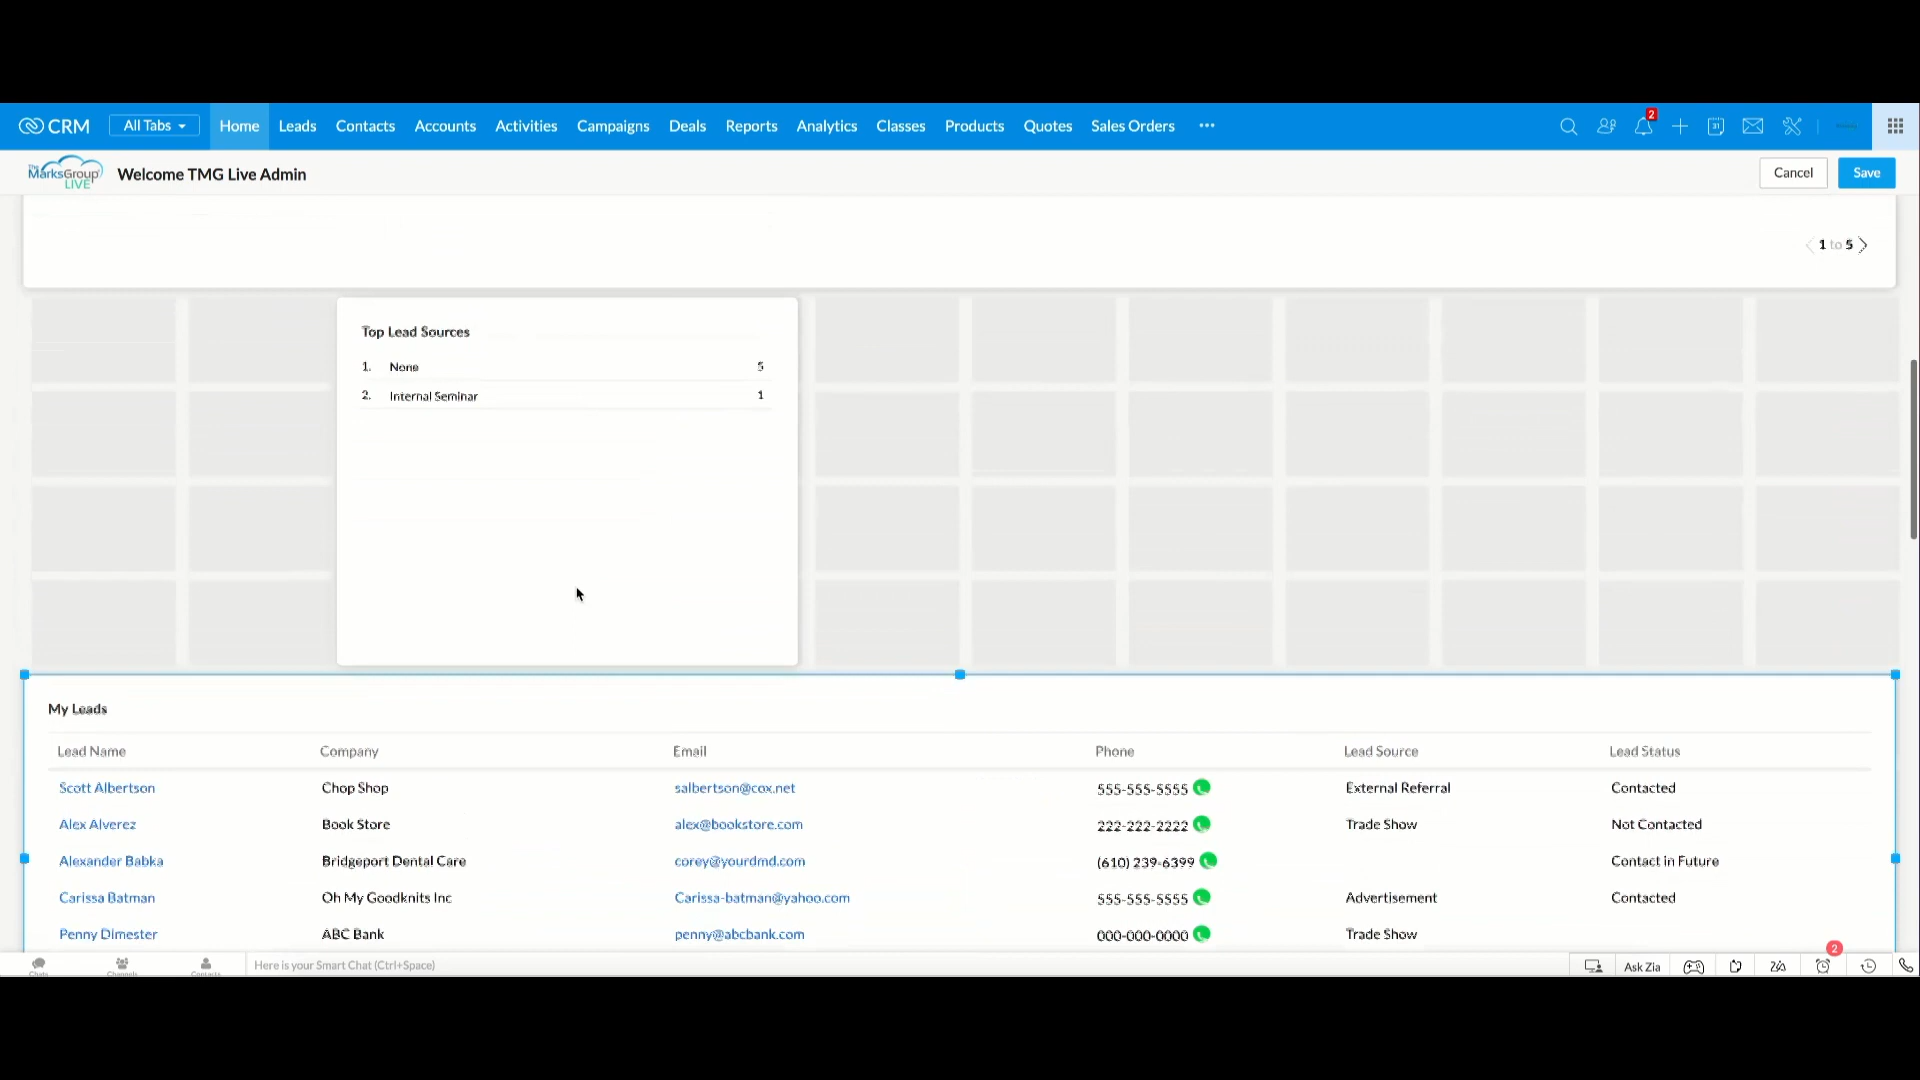 CRM All Tabs Home Leads Contacts Accounts Activities Campaigns Deals Reports Analytics Classes Products Quotes Sales Orders ... 2
The MarksGroup LIVE Welcome TMG Live Admin Cancel Save
1 to 5
Top Lead Sources
1. None 5
2. Internal Seminar 1
My Leads
Lead Name Company Email Phone Lead Source Lead Status
Scott Albertson Chop Shop salbertson@cox.net 555-555-5555 External Referral Contacted
Alex Alverez Book Store alex@bookstore.com 222-222-2222 Trade Show Not Contacted
Alexander Babka Bridgeport Dental Care corey@yourdmd.com (610) 239-6399 Contact in Future
Carissa Batman Oh My Goodknits Inc Carissa-batman@yahoo.com 555-555-5555 Advertisement Contacted
Penny Dimester ABC Bank penny@abcbank.com 000-000-0000 Trade Show
2
Chats Channels Contacts Here is your Smart Chat (Ctrl+Space) Ask Zia